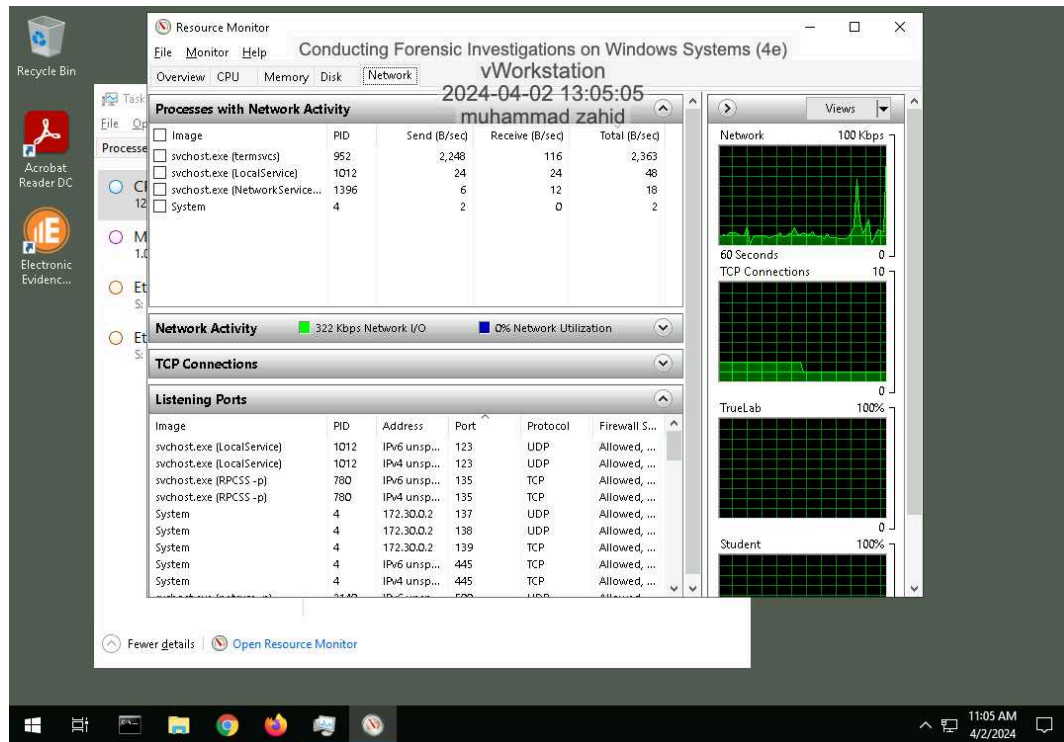 Recycle Bin
Acrobat
Reader DC
Electronic
Evidenc...
Resource Monitor
File Monitor Help
Conducting Forensic Investigations on Windows Systems (4e)
vWorkstation
2024-04-02 13:05:05
muhammad zahid
Overview CPU Memory Disk Network
Processes with Network Activity
Image PID Send (B/sec) Receive (B/sec) Total (B/sec)
svchost.exe (termsvcs) 952 2,248 116 2,363
svchost.exe (LocalService) 1012 24 24 48
svchost.exe (NetworkService... 1396 6 12 18
System 4 2 0 2
Network Activity 322 Kbps Network I/O 0% Network Utilization
TCP Connections
Listening Ports
Image PID Address Port Protocol Firewall S...
svchost.exe (LocalService) 1012 IPv6 unsp... 123 UDP Allowed, ...
svchost.exe (LocalService) 1012 IPv4 unsp... 123 UDP Allowed, ...
svchost.exe (RPCSS -p) 780 IPv6 unsp... 135 TCP Allowed, ...
svchost.exe (RPCSS -p) 780 IPv4 unsp... 135 TCP Allowed, ...
System 4 172.30.0.2 137 UDP Allowed, ...
System 4 172.30.0.2 138 UDP Allowed, ...
System 4 172.30.0.2 139 TCP Allowed, ...
System 4 IPv6 unsp... 445 TCP Allowed, ...
System 4 IPv4 unsp... 445 TCP Allowed, ...
Views
Network 100 Kbps
60 Seconds 0
TCP Connections 10
0
TrueLab 100%
0
Student 100%
Task
File Op
Processe
CP
12
M
1.0
Et
S:
Et
S:
Fewer details Open Resource Monitor
11:05 AM
4/2/2024